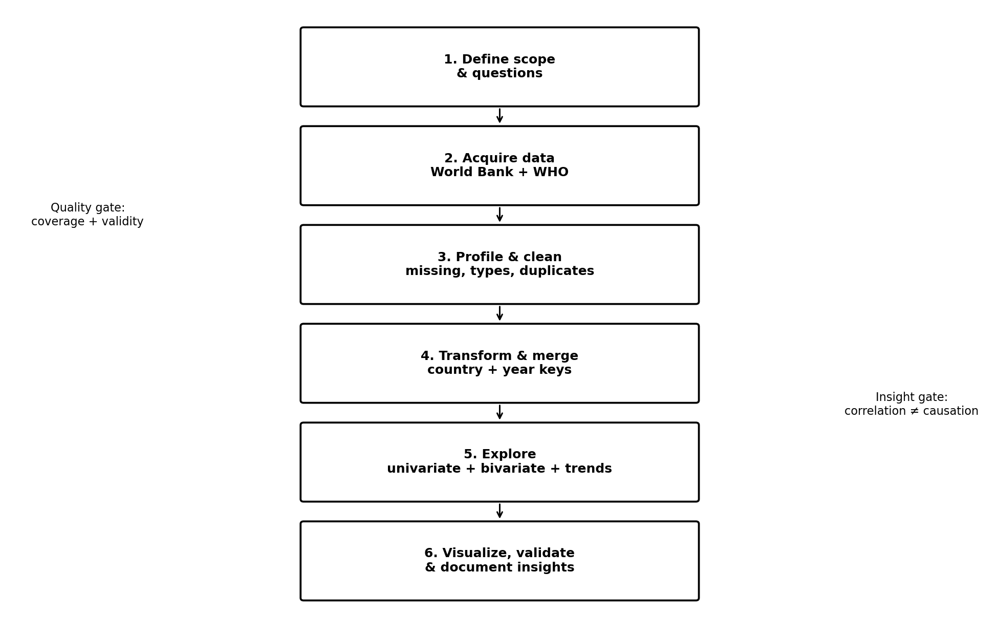 1. Define scope
& questions
2. Acquire data
World Bank + WHO
Quality gate:
coverage + validity
3. Profile & clean
missing, types, duplicates
4. Transform & merge
country + year keys
Insight gate:
correlation ≠ causation
5. Explore
univariate + bivariate + trends
6. Visualize, validate
& document insights